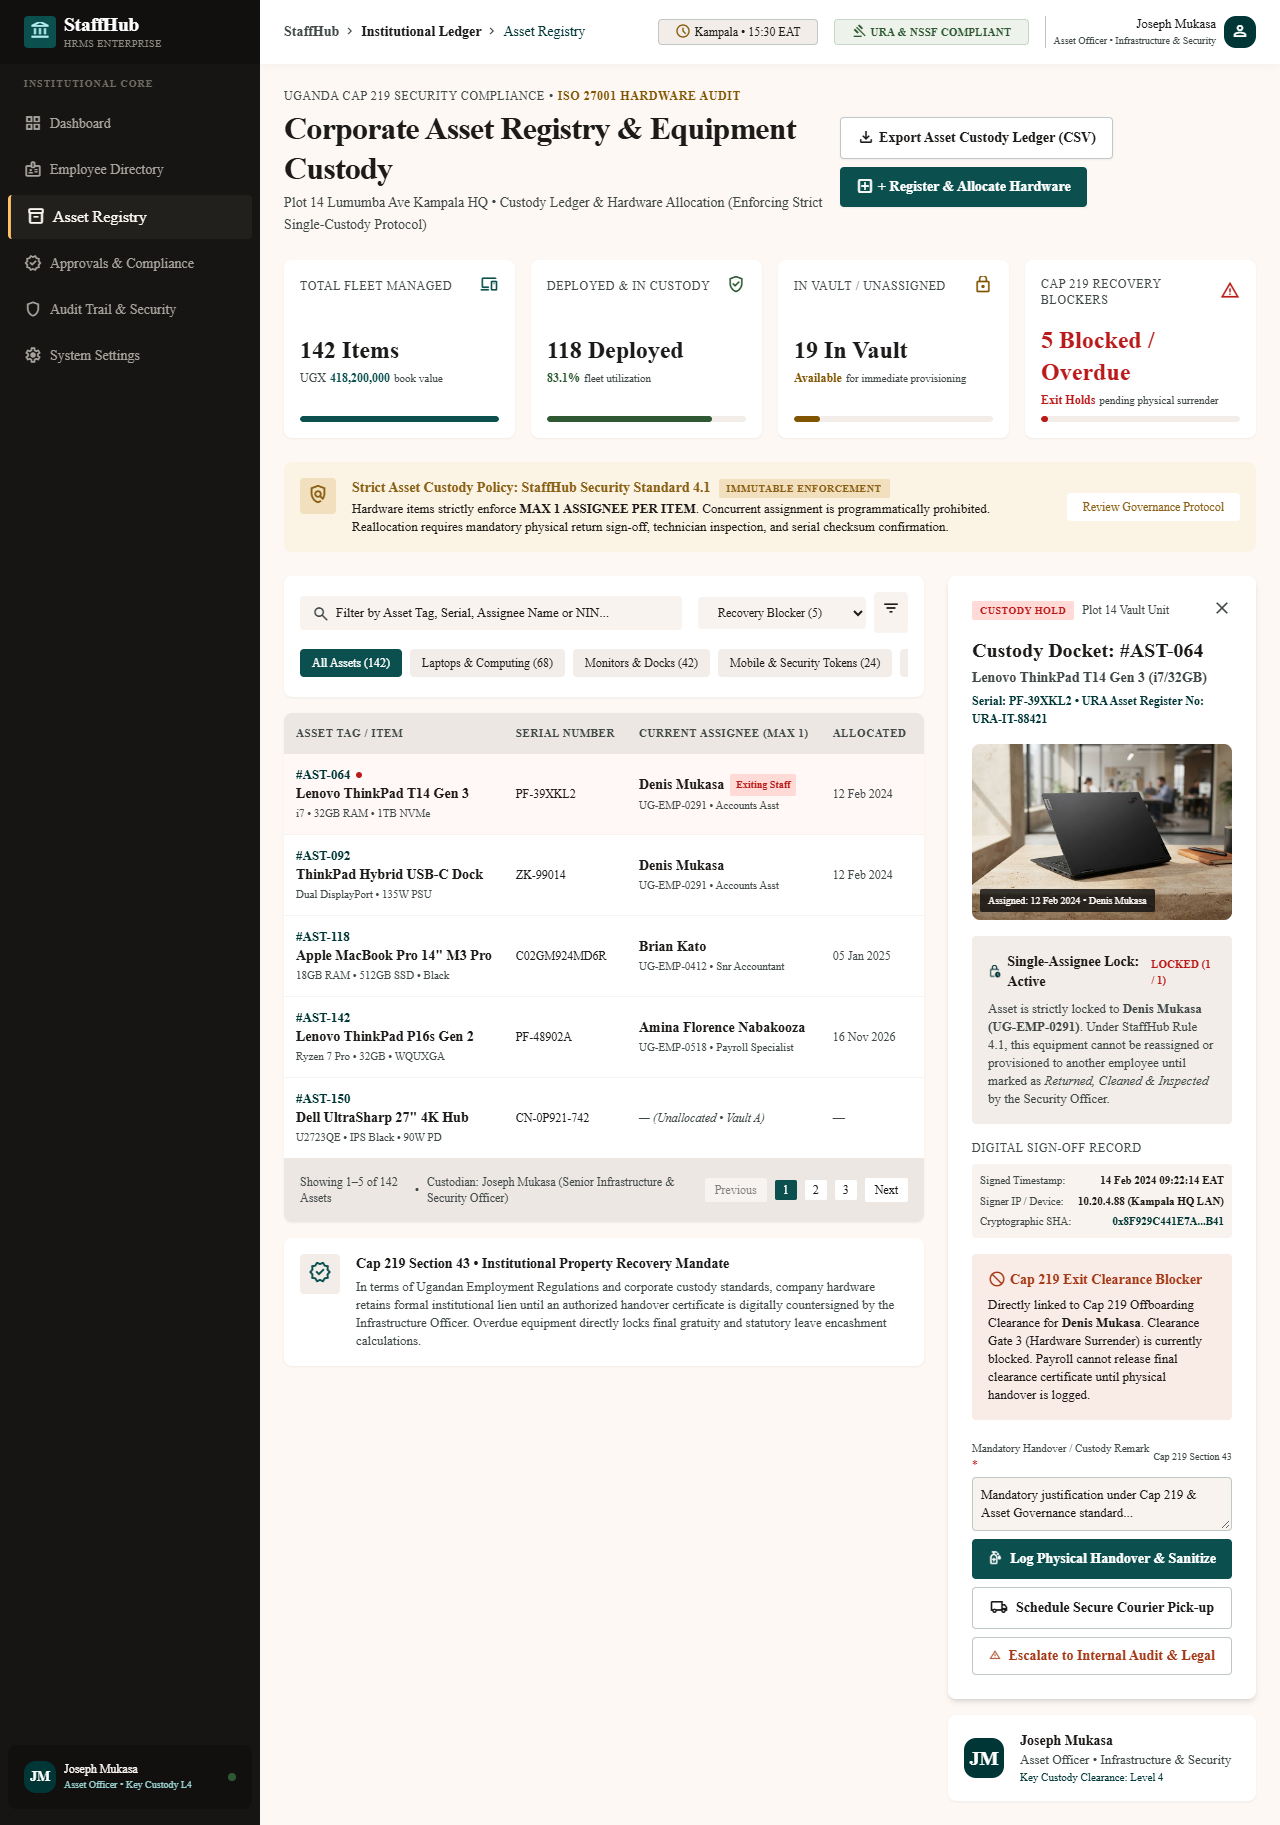 StaffHub
HRMS ENTERPRISE
INSTITUTIONAL CORE
Dashboard
Employee Directory
Asset Registry
Approvals & Compliance
Audit Trail & Security
System Settings
JM
Joseph Mukasa
Asset Officer • Key Custody L4
StaffHub > Institutional Ledger > Asset Registry
Kampala • 15:30 EAT
URA & NSSF COMPLIANT
Joseph Mukasa
Asset Officer • Infrastructure & Security
UGANDA CAP 219 SECURITY COMPLIANCE • ISO 27001 HARDWARE AUDIT
Corporate Asset Registry & Equipment
Custody
Plot 14 Lumumba Ave Kampala HQ • Custody Ledger & Hardware Allocation (Enforcing Strict
Single-Custody Protocol)
Export Asset Custody Ledger (CSV)
+ Register & Allocate Hardware
TOTAL FLEET MANAGED
142 Items
UGX 418,200,000 book value
DEPLOYED & IN CUSTODY
118 Deployed
83.1% fleet utilization
IN VAULT / UNASSIGNED
19 In Vault
Available for immediate provisioning
CAP 219 RECOVERY
BLOCKERS
5 Blocked /
Overdue
Exit Holds pending physical surrender
Strict Asset Custody Policy: StaffHub Security Standard 4.1 IMMUTABLE ENFORCEMENT
Hardware items strictly enforce MAX 1 ASSIGNEE PER ITEM. Concurrent assignment is programmatically prohibited.
Reallocation requires mandatory physical return sign-off, technician inspection, and serial checksum confirmation.
Review Governance Protocol
Filter by Asset Tag, Serial, Assignee Name or NIN...
Recovery Blocker (5)
All Assets (142)
Laptops & Computing (68)
Monitors & Docks (42)
Mobile & Security Tokens (24)
ASSET TAG / ITEM SERIAL NUMBER CURRENT ASSIGNEE (MAX 1) ALLOCATED
#AST-064
Lenovo ThinkPad T14 Gen 3
i7 • 32GB RAM • 1TB NVMe
PF-39XKL2
Denis Mukasa Exiting Staff
UG-EMP-0291 • Accounts Asst
12 Feb 2024
#AST-092
ThinkPad Hybrid USB-C Dock
Dual DisplayPort • 135W PSU
ZK-99014
Denis Mukasa
UG-EMP-0291 • Accounts Asst
12 Feb 2024
#AST-118
Apple MacBook Pro 14" M3 Pro
18GB RAM • 512GB SSD • Black
C02GM924MD6R
Brian Kato
UG-EMP-0412 • Snr Accountant
05 Jan 2025
#AST-142
Lenovo ThinkPad P16s Gen 2
Ryzen 7 Pro • 32GB • WQUXGA
PF-48902A
Amina Florence Nabakooza
UG-EMP-0518 • Payroll Specialist
16 Nov 2026
#AST-150
Dell UltraSharp 27" 4K Hub
U2723QE • IPS Black • 90W PD
CN-0P921-742
— (Unallocated • Vault A)
—
Showing 1–5 of 142
Assets
•
Custodian: Joseph Mukasa (Senior Infrastructure &
Security Officer)
Previous 1 2 3 Next
Cap 219 Section 43 • Institutional Property Recovery Mandate
In terms of Ugandan Employment Regulations and corporate custody standards, company hardware
retains formal institutional lien until an authorized handover certificate is digitally countersigned by the
Infrastructure Officer. Overdue equipment directly locks final gratuity and statutory leave encashment
calculations.
CUSTODY HOLD Plot 14 Vault Unit
Custody Docket: #AST-064
Lenovo ThinkPad T14 Gen 3 (i7/32GB)
Serial: PF-39XKL2 • URA Asset Register No:
URA-IT-88421
Assigned: 12 Feb 2024 • Denis Mukasa
Single-Assignee Lock:
Active
LOCKED (1
/ 1)
Asset is strictly locked to Denis Mukasa
(UG-EMP-0291). Under StaffHub Rule
4.1, this equipment cannot be reassigned or
provisioned to another employee until
marked as Returned, Cleaned & Inspected
by the Security Officer.
DIGITAL SIGN-OFF RECORD
Signed Timestamp: 14 Feb 2024 09:22:14 EAT
Signer IP / Device: 10.20.4.88 (Kampala HQ LAN)
Cryptographic SHA: 0x8F929C441E7A...B41
Cap 219 Exit Clearance Blocker
Directly linked to Cap 219 Offboarding
Clearance for Denis Mukasa. Clearance
Gate 3 (Hardware Surrender) is currently
blocked. Payroll cannot release final
clearance certificate until physical
handover is logged.
Mandatory Handover / Custody Remark
*
Cap 219 Section 43
Mandatory justification under Cap 219 &
Asset Governance standard...
Log Physical Handover & Sanitize
Schedule Secure Courier Pick-up
Escalate to Internal Audit & Legal
JM
Joseph Mukasa
Asset Officer • Infrastructure & Security
Key Custody Clearance: Level 4